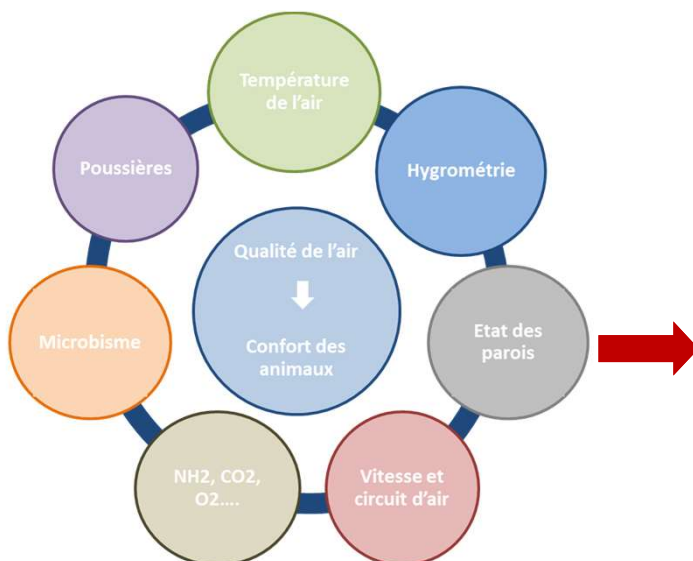 Température
de l'air
Poussières
Hygrométrie
Qualité de l'air
Confort des
animaux
Microbisme
Etat des
parois
NH2, CO2,
O2....
Vitesse et
circuit d'air